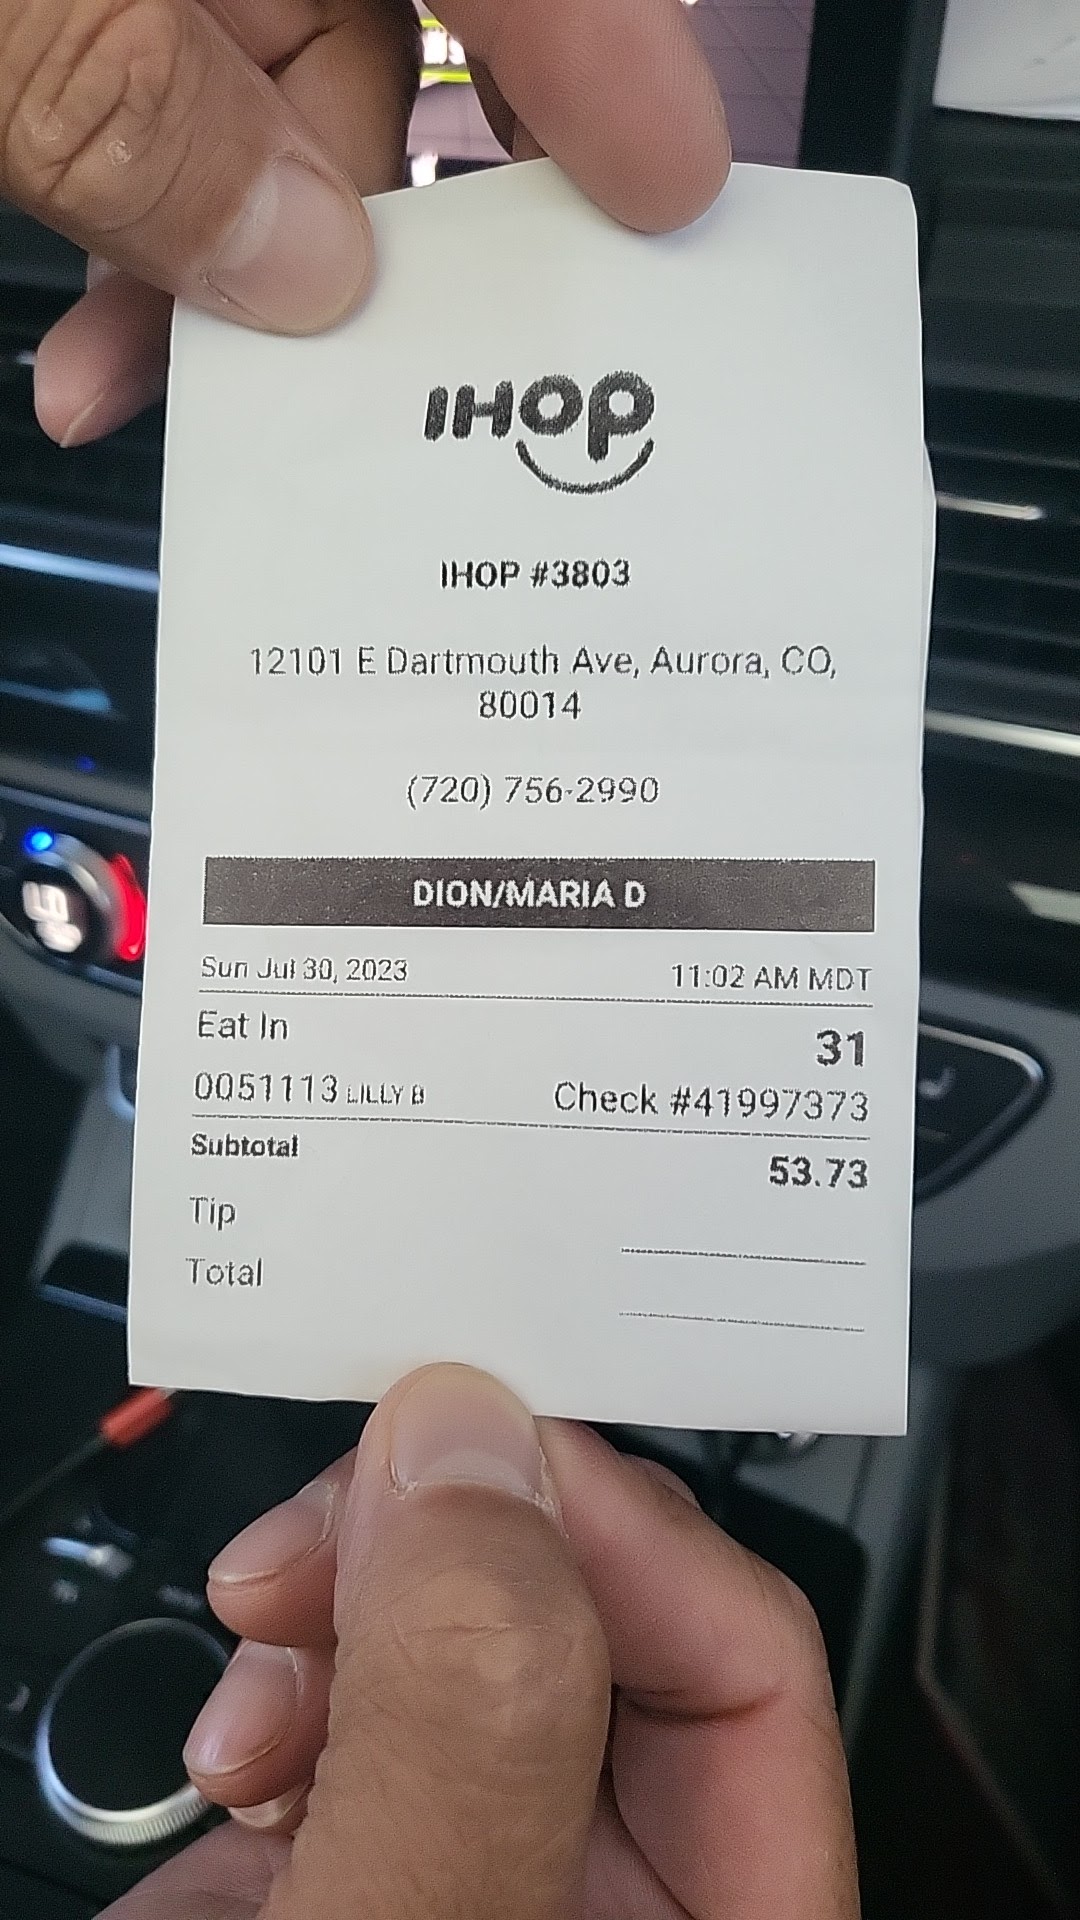 IHOP
IHOP #3803
12101 E Dartmouth Ave, Aurora, CO,
80014
(720) 756-2990
DION/MARIA D
Sun Jul 30, 2023 11:02 AM MDT
Eat In 31
0051113 LILLY B Check #41997373
Subtotal 53.73
Tip
Total